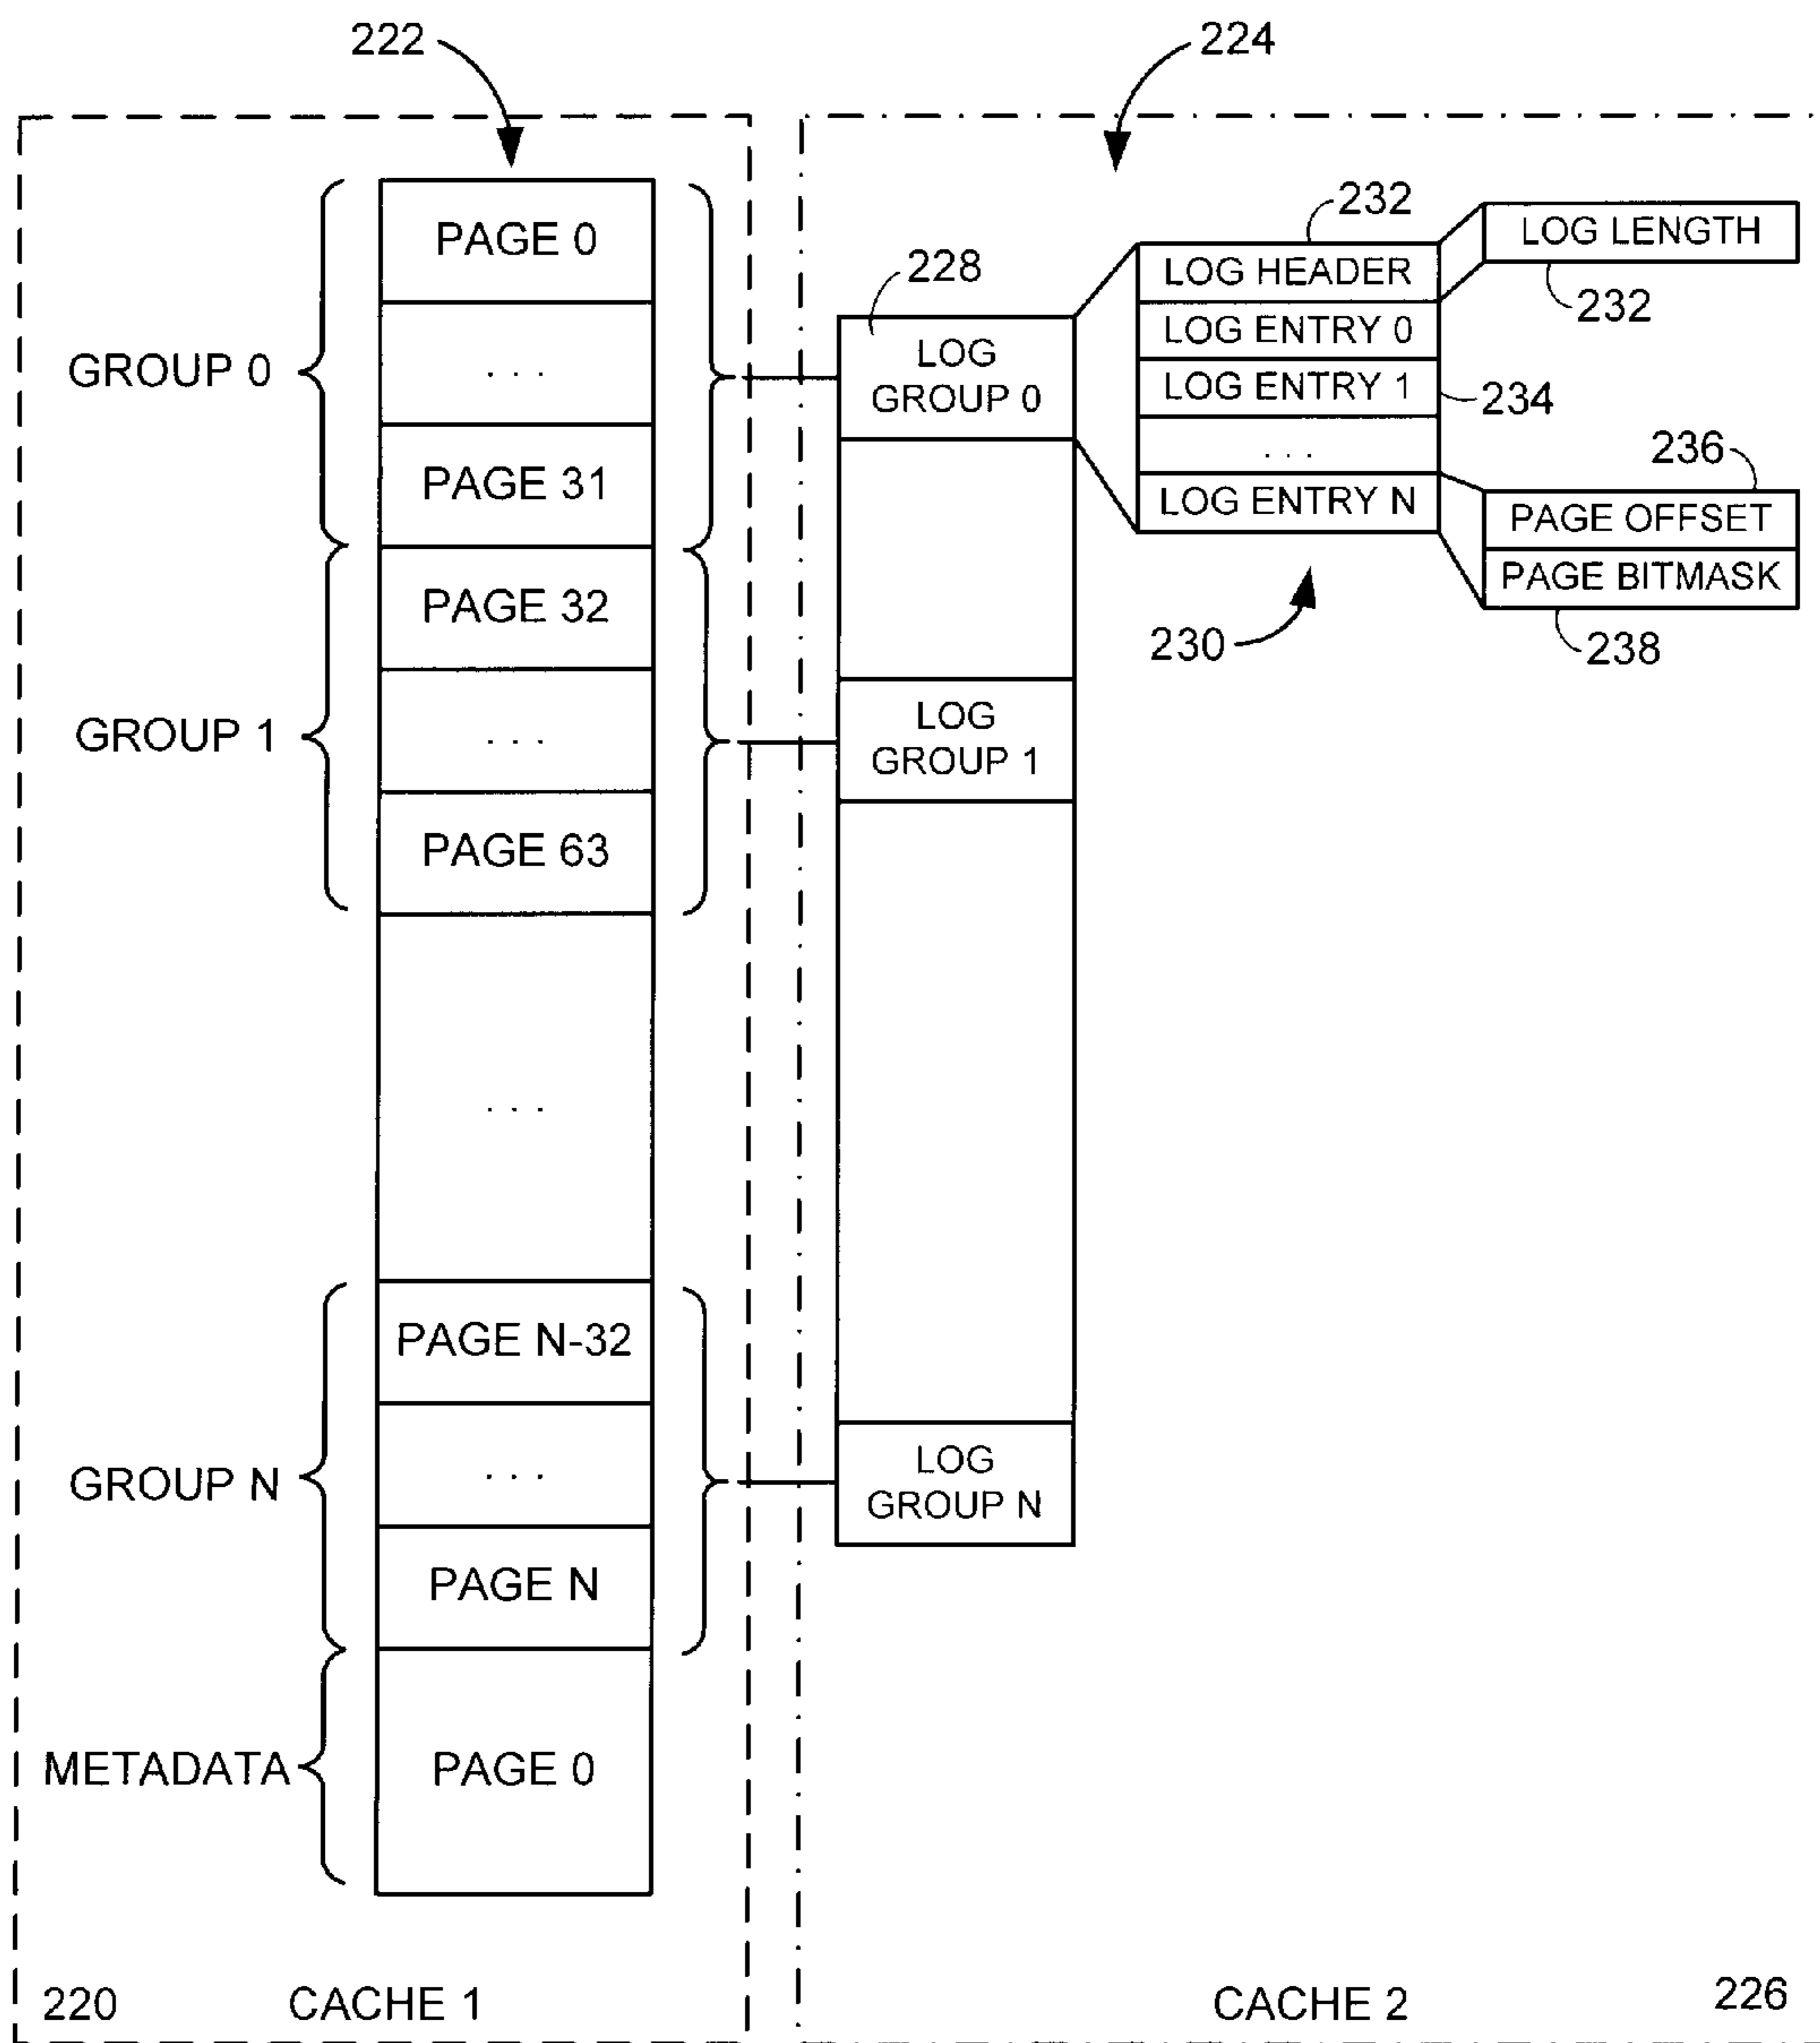 222
224
PAGE 0
. . .
PAGE 31
GROUP 0
PAGE 32
. . .
PAGE 63
GROUP 1
. . .
PAGE N-32
. . .
PAGE N
GROUP N
PAGE 0
METADATA
220
CACHE 1
228
LOG
GROUP 0
LOG
GROUP 1
LOG
GROUP N
232
LOG HEADER
LOG ENTRY 0
LOG ENTRY 1
. . .
LOG ENTRY N
234
230
LOG LENGTH
232
236
PAGE OFFSET
PAGE BITMASK
238
CACHE 2
226